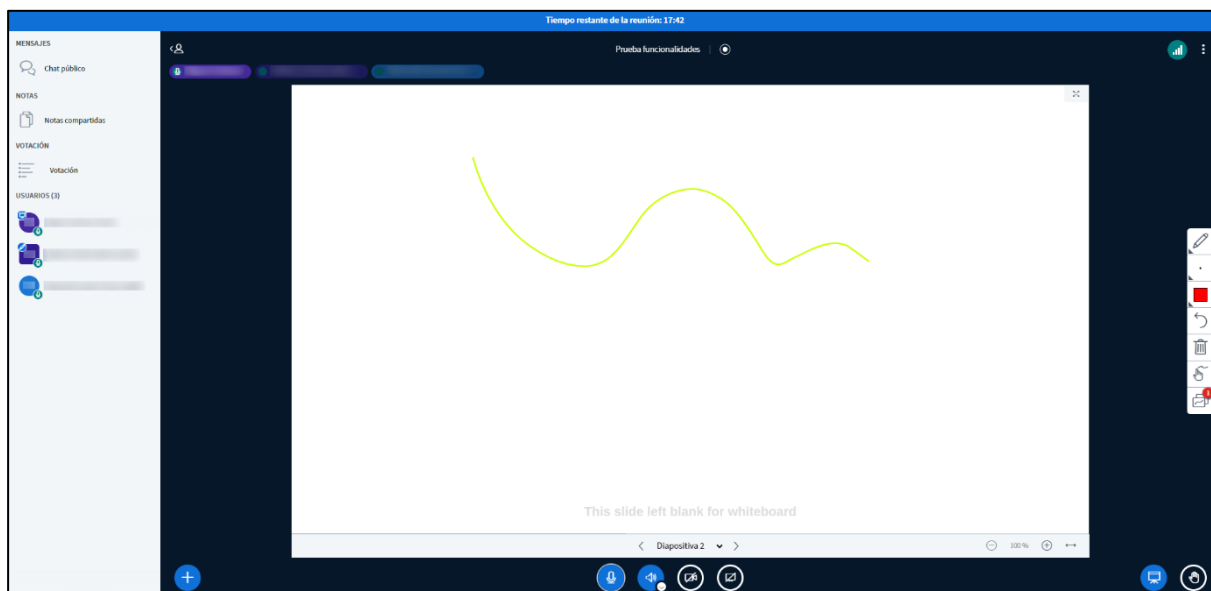 Tiempo restante de la reunión: 17:42
MENSAJES
Chat público
NOTAS
Notas compartidas
VOTACIÓN
Votación
USUARIOS (3)
Prueba funcionalidades
This slide left blank for whiteboard
Diapositiva 2
100 %
1